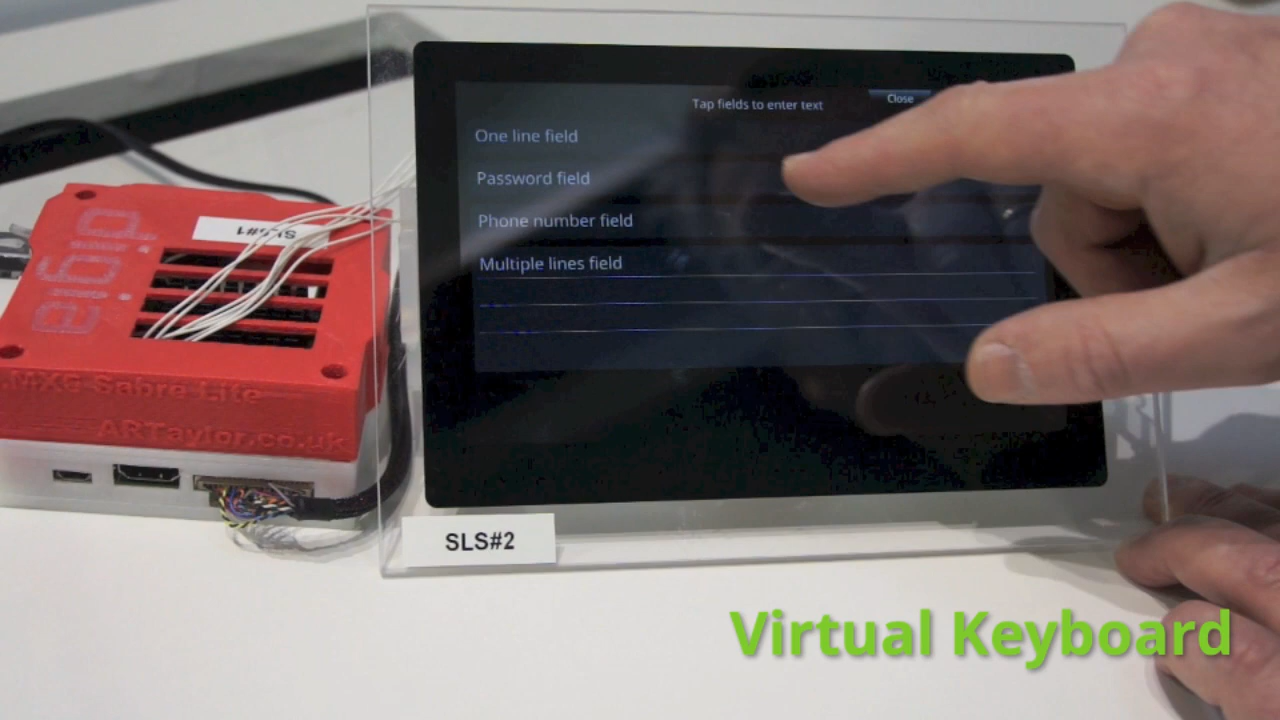 Tap fields to enter text
Close
One line field
Password field
Phone number field
Multiple lines field
SLS#1
digia
i.MX6 Sabre Lite
ARTaylor.co.uk
SLS#2
Virtual Keyboard